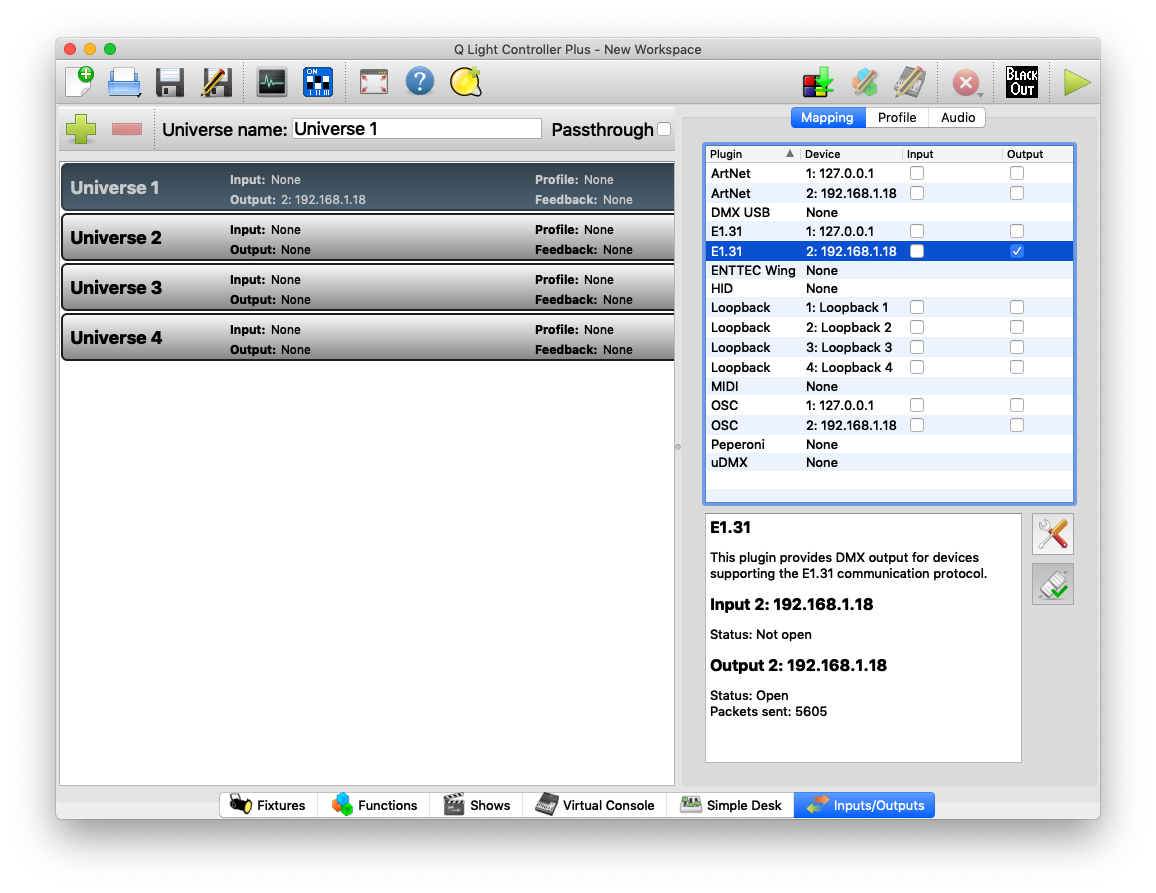 Q Light Controller Plus - New Workspace
ON
?
BLACK OUT
Universe name: Universe 1 Passthrough
Mapping Profile Audio
Universe 1 Input: None Profile: None
Output: 2: 192.168.1.18 Feedback: None
Universe 2 Input: None Profile: None
Output: None Feedback: None
Universe 3 Input: None Profile: None
Output: None Feedback: None
Universe 4 Input: None Profile: None
Output: None Feedback: None
Plugin Device Input Output
ArtNet 1: 127.0.0.1
ArtNet 2: 192.168.1.18
DMX USB None
E1.31 1: 127.0.0.1
E1.31 2: 192.168.1.18
ENTTEC Wing None
HID None
Loopback 1: Loopback 1
Loopback 2: Loopback 2
Loopback 3: Loopback 3
Loopback 4: Loopback 4
MIDI None
OSC 1: 127.0.0.1
OSC 2: 192.168.1.18
Peperoni None
uDMX None
E1.31
This plugin provides DMX output for devices
supporting the E1.31 communication protocol.
Input 2: 192.168.1.18
Status: Not open
Output 2: 192.168.1.18
Status: Open
Packets sent: 5605
Fixtures Functions Shows Virtual Console Simple Desk Inputs/Outputs